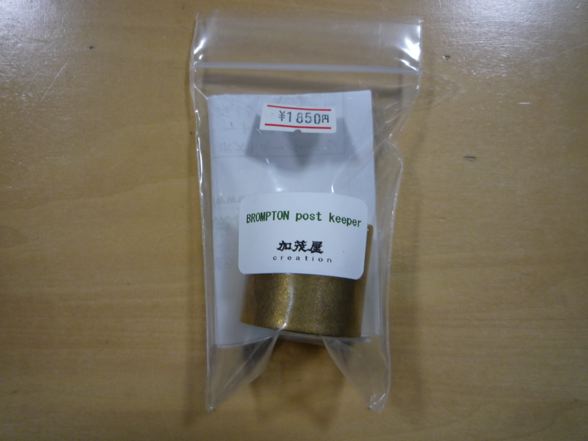 ¥1850円
BROMPTON post keeper
加茂屋
creation